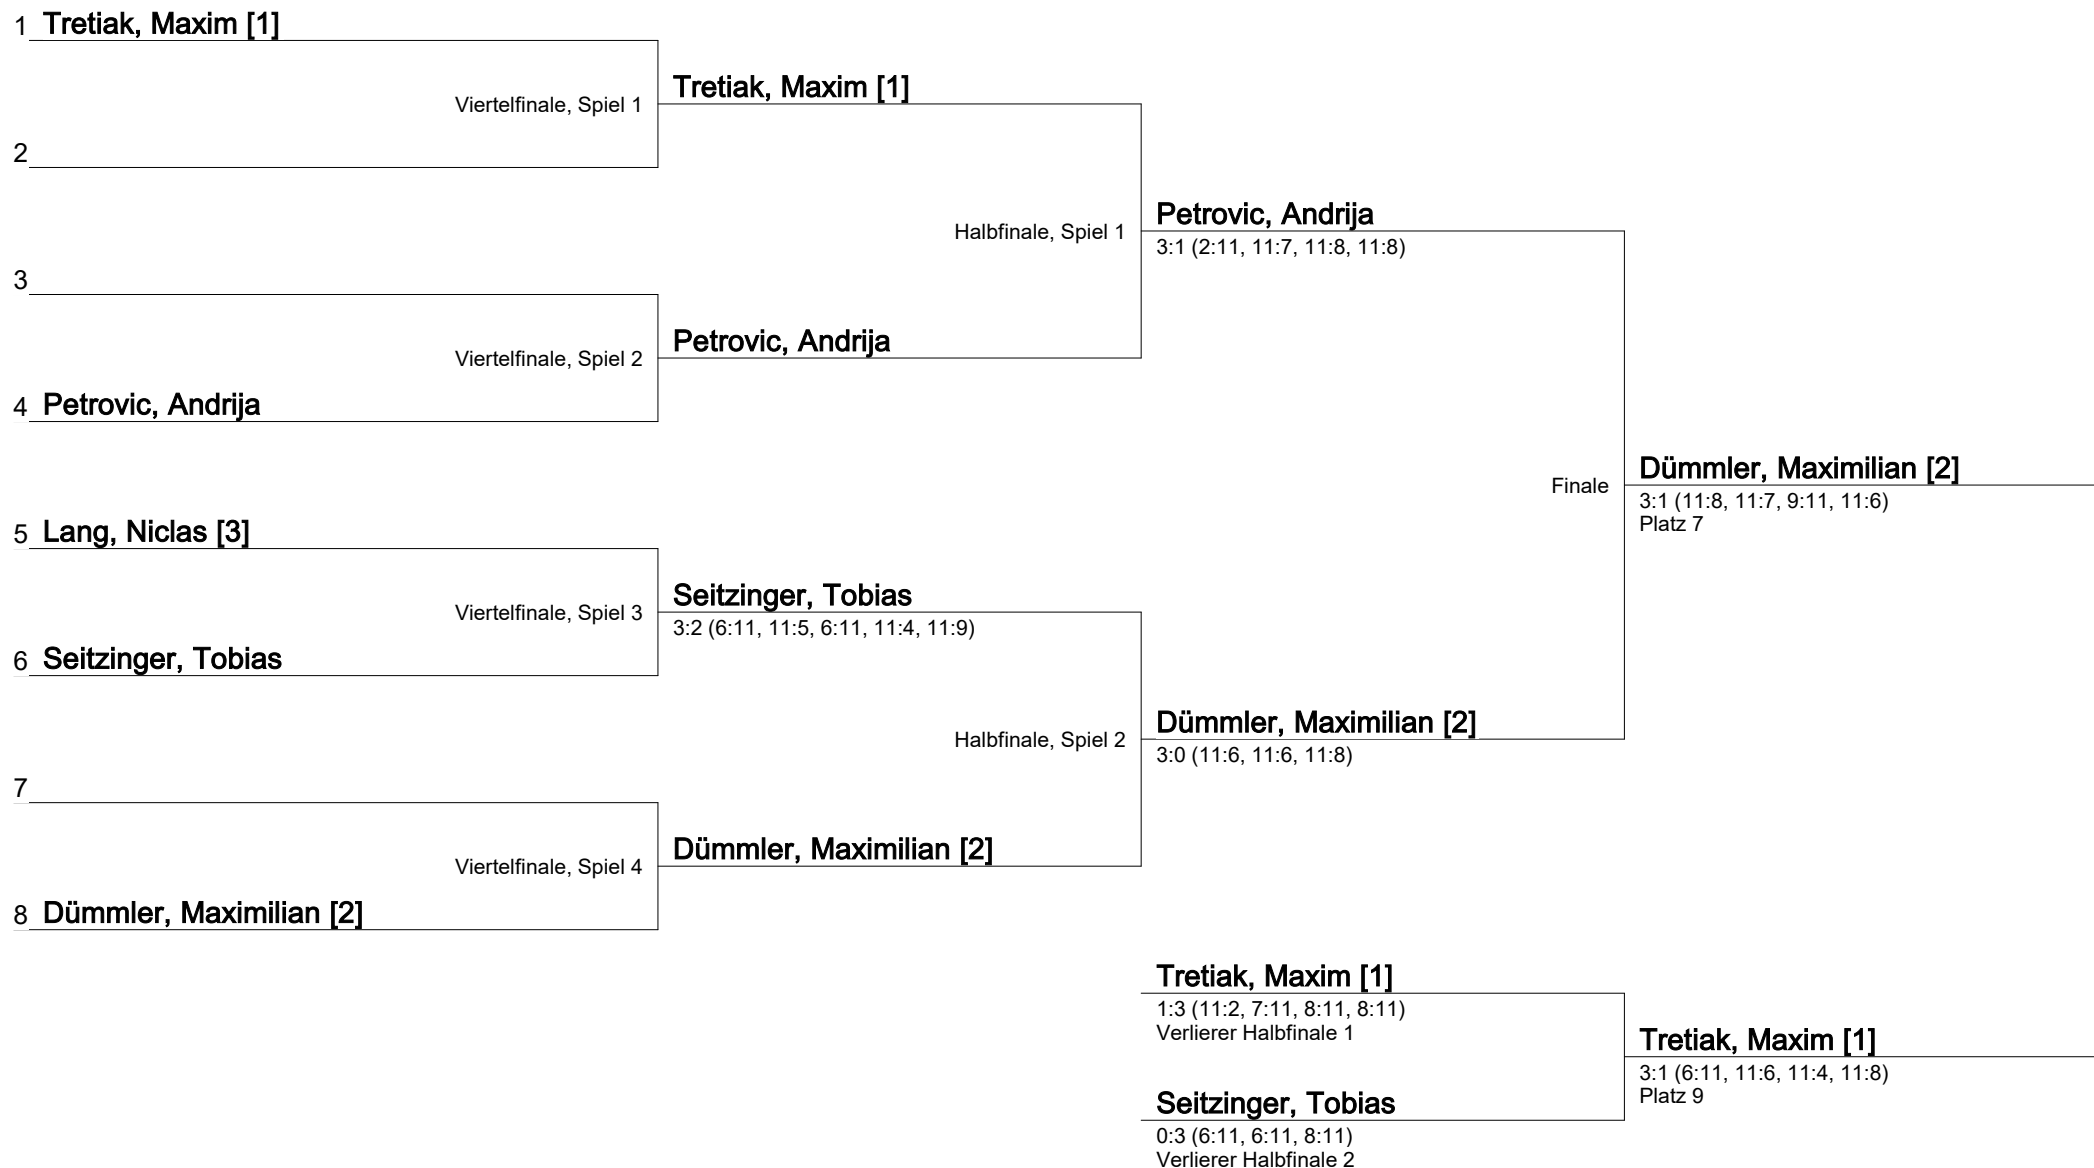 1 Tretiak, Maxim [1]
Viertelfinale, Spiel 1
Tretiak, Maxim [1]
2
Halbfinale, Spiel 1
Petrovic, Andrija
3:1 (2:11, 11:7, 11:8, 11:8)
3
Viertelfinale, Spiel 2
Petrovic, Andrija
4 Petrovic, Andrija
Finale
Dümmler, Maximilian [2]
3:1 (11:8, 11:7, 9:11, 11:6)
Platz 7
5 Lang, Niclas [3]
Viertelfinale, Spiel 3
Seitzinger, Tobias
3:2 (6:11, 11:5, 6:11, 11:4, 11:9)
6 Seitzinger, Tobias
Halbfinale, Spiel 2
Dümmler, Maximilian [2]
3:0 (11:6, 11:6, 11:8)
7
Viertelfinale, Spiel 4
Dümmler, Maximilian [2]
8 Dümmler, Maximilian [2]
Tretiak, Maxim [1]
1:3 (11:2, 7:11, 8:11, 8:11)
Verlierer Halbfinale 1
Tretiak, Maxim [1]
3:1 (6:11, 11:6, 11:4, 11:8)
Platz 9
Seitzinger, Tobias
0:3 (6:11, 6:11, 8:11)
Verlierer Halbfinale 2